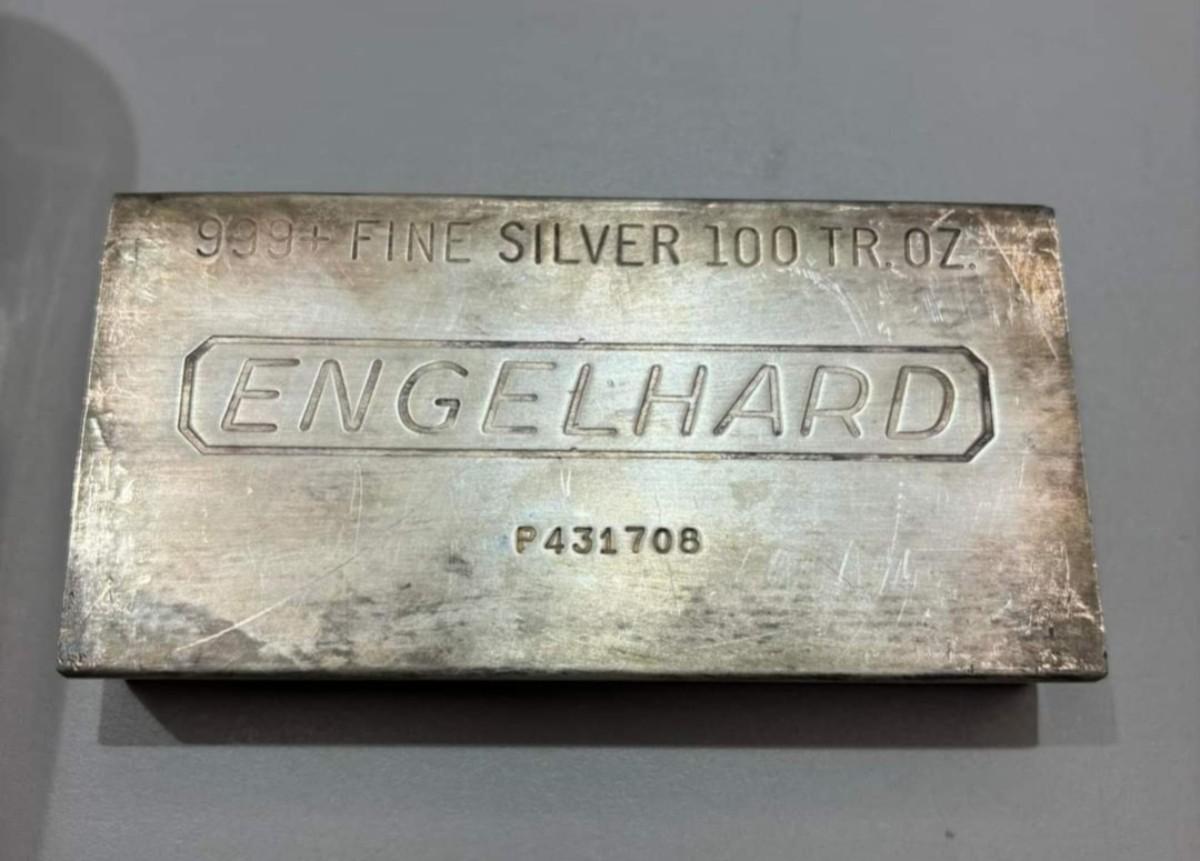 999+ FINE SILVER 100 TR. OZ.
ENGELHARD
P431708